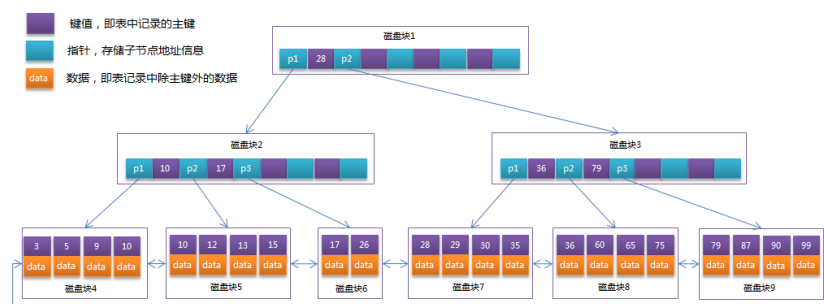 键值，即表中记录的主键
指针，存储子节点地址信息
data 数据，即表记录中除主键外的数据
磁盘块1
p1 28 p2
磁盘块2
p1 10 p2 17 p3
磁盘块3
p1 36 p2 79 p3
3 5 9 10
data data data data
磁盘块4
10 12 13 15
data data data data
磁盘块5
17 26
data data
磁盘块6
28 29 30 35
data data data data
磁盘块7
36 60 65 75
data data data data
磁盘块8
79 87 90 99
data data data data
磁盘块9